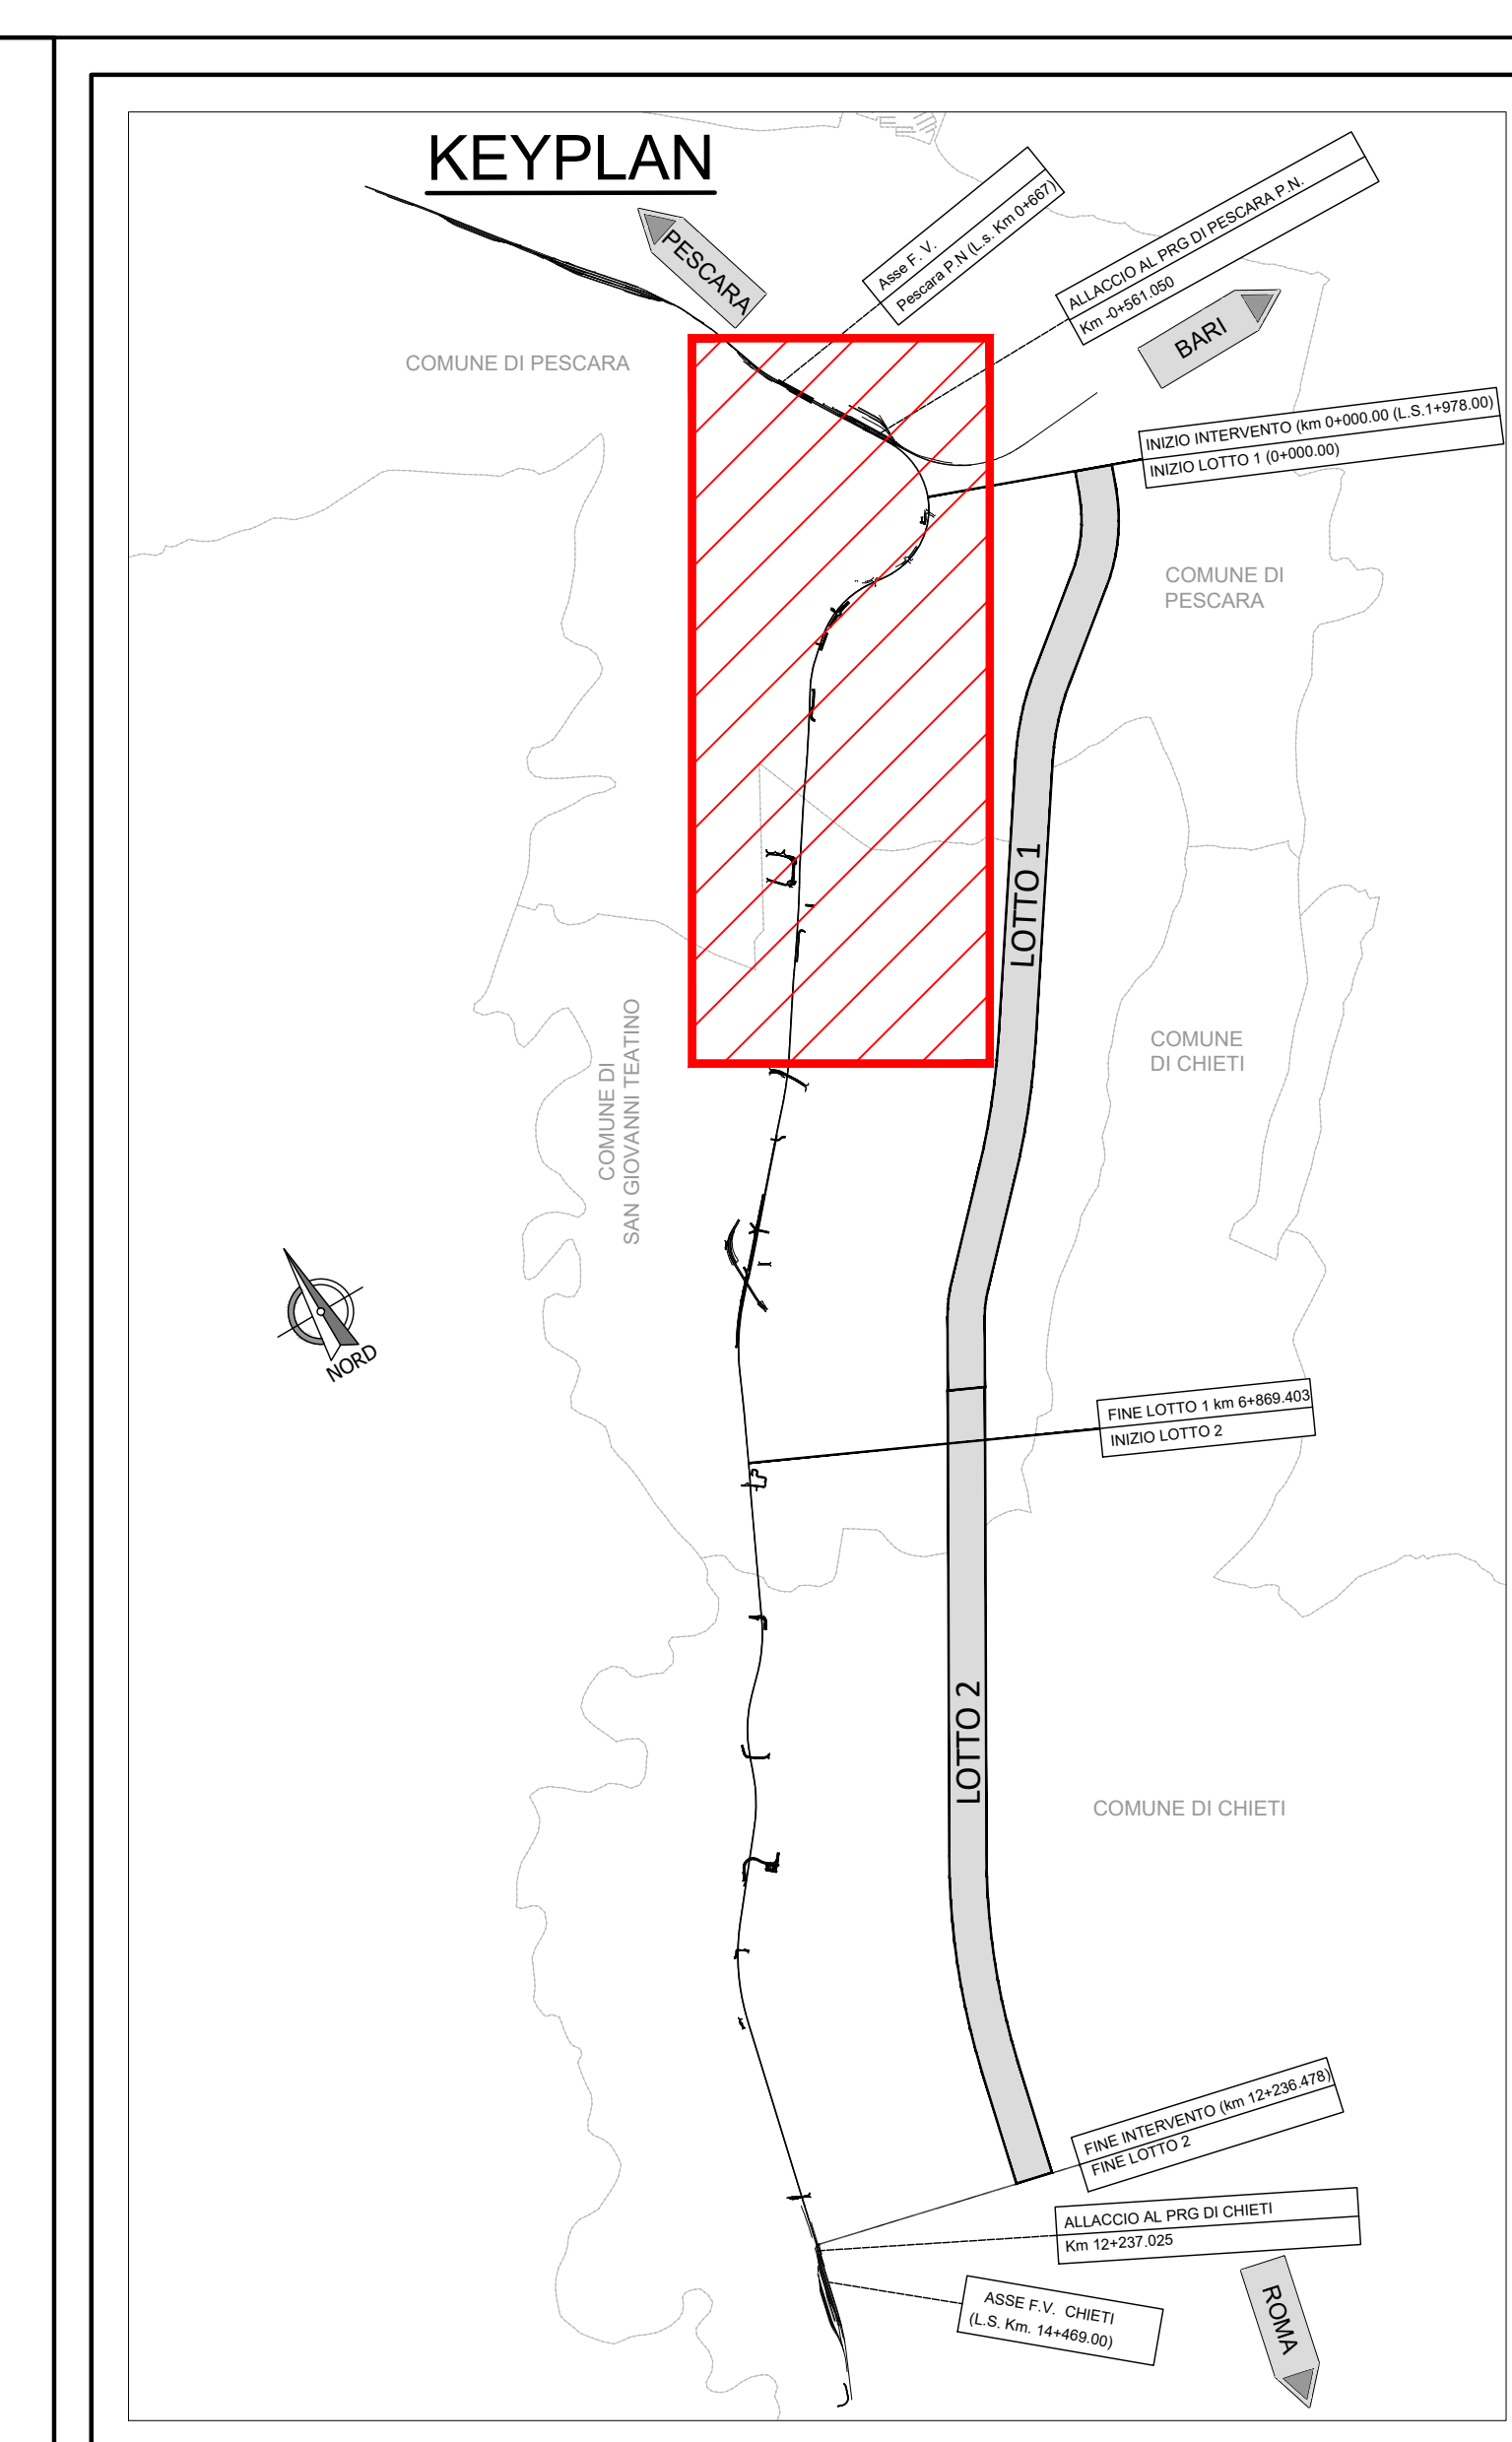 KEYPLAN
PESCARA
Asse F. V.
Pescara P.N (L.s. Km 0+667)
ALLACCIO AL PRG DI PESCARA P.N.
Km -0+561.050
BARI
COMUNE DI PESCARA
INIZIO INTERVENTO (km 0+000.00 (L.S.1+978.00)
INIZIO LOTTO 1 (0+000.00)
COMUNE DI
PESCARA
LOTTO 1
COMUNE DI
SAN GIOVANNI TEATINO
COMUNE
DI CHIETI
NORD
FINE LOTTO 1 km 6+869.403
INIZIO LOTTO 2
LOTTO 2
COMUNE DI CHIETI
FINE INTERVENTO (km 12+236.478)
FINE LOTTO 2
ALLACCIO AL PRG DI CHIETI
Km 12+237.025
ASSE F.V. CHIETI
(L.S. Km. 14+469.00)
ROMA